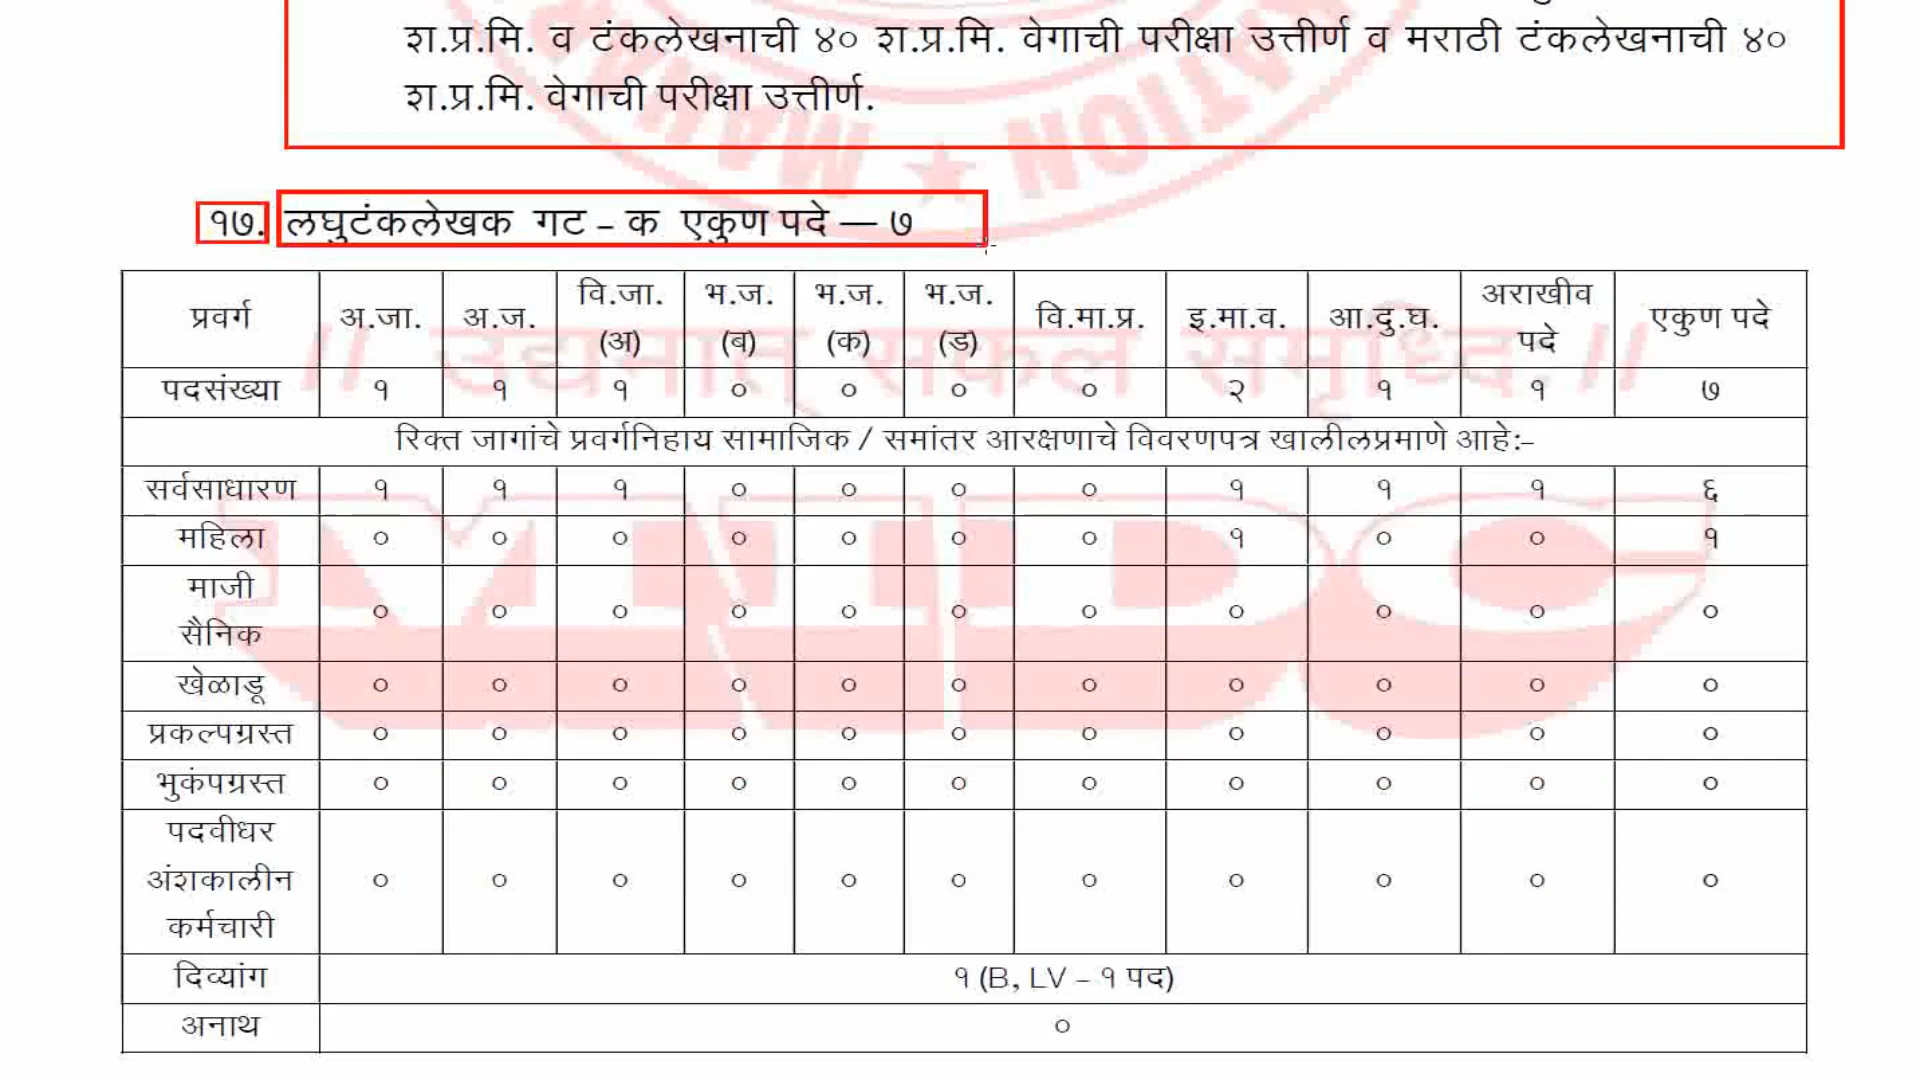 श.प्र.मि. व टंकलेखनाची ४० श.प्र.मि. वेगाची परीक्षा उत्तीर्ण व मराठी टंकलेखनाची ४०
श.प्र.मि. वेगाची परीक्षा उत्तीर्ण.
१७. लघुटंकलेखक गट – क एकुण पदे — ७
प्रवर्ग अ.जा. अ.ज. वि.जा. (अ) भ.ज. (ब) भ.ज. (क) भ.ज. (ड) वि.मा.प्र. इ.मा.व. आ.दु.घ. अराखीव पदे एकुण पदे
पदसंख्या १ १ १ ० ० ० ० २ १ १ ७
रिक्त जागांचे प्रवर्गनिहाय सामाजिक / समांतर आरक्षणाचे विवरणपत्र खालीलप्रमाणे आहे:–
सर्वसाधारण १ १ १ ० ० ० ० १ १ १ ६
महिला ० ० ० ० ० ० ० १ ० ० १
माजी सैनिक ० ० ० ० ० ० ० ० ० ० ०
खेळाडू ० ० ० ० ० ० ० ० ० ० ०
प्रकल्पग्रस्त ० ० ० ० ० ० ० ० ० ० ०
भुकंपग्रस्त ० ० ० ० ० ० ० ० ० ० ०
पदवीधर अंशकालीन कर्मचारी ० ० ० ० ० ० ० ० ० ० ०
दिव्यांग १ (B, LV – १ पद)
अनाथ ०
// उद्यमात् सकल समृध्दि. //
MIDC